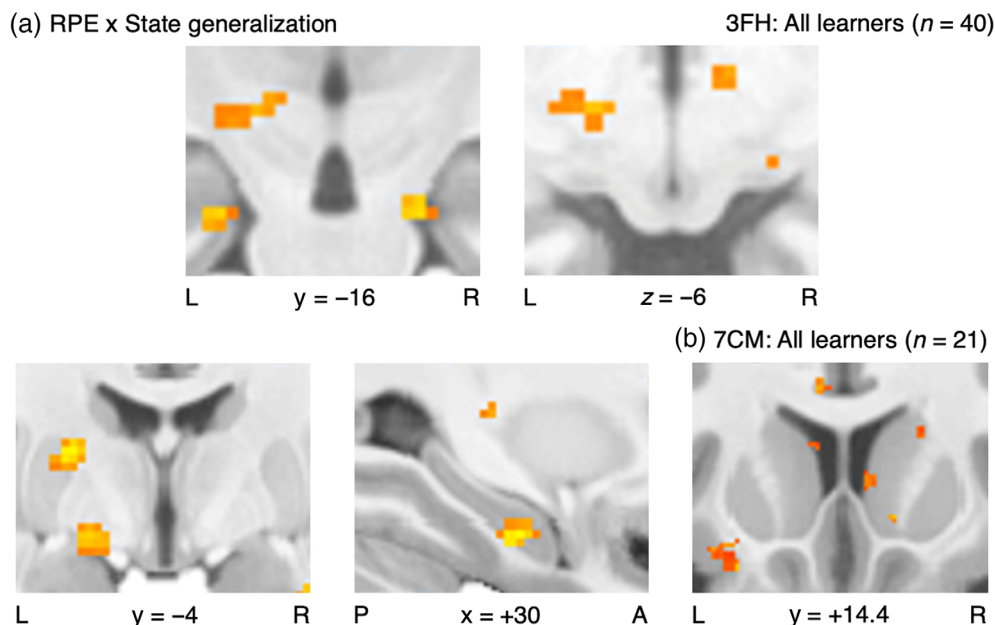 (a) RPE x State generalization
3FH: All learners (n = 40)
L y = −16 R
L z = −6 R
(b) 7CM: All learners (n = 21)
L y = −4 R
P x = +30 A
L y = +14.4 R